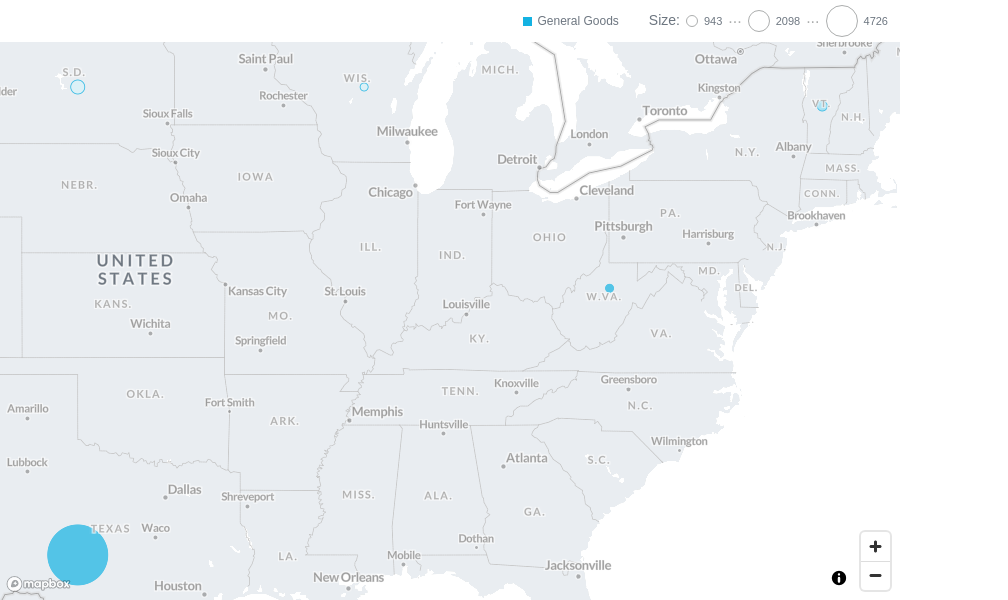 General Goods
Size: 943 ··· 2098 ··· 4726
Sherbrooke
Saint Paul
Ottawa
S.D.
WIS.
MICH.
Kingston
lder
Rochester
VT.
Sioux Falls
Toronto
N.H.
Milwaukee
London
Sioux City
Detroit
N.Y.
Albany
NEBR.
IOWA
MASS.
Omaha
Chicago
Cleveland
CONN.
Fort Wayne
Brookhaven
PA.
Pittsburgh
Harrisburg
ILL.
IND.
OHIO
N.J.
UNITED
STATES
MD.
Kansas City
St. Louis
DEL.
W.VA.
KANS.
Louisville
MO.
Wichita
VA.
Springfield
KY.
Greensboro
Knoxville
OKLA.
TENN.
Fort Smith
N.C.
Amarillo
Memphis
ARK.
Huntsville
Wilmington
Lubbock
Atlanta
S.C.
Dallas
Shreveport
MISS.
ALA.
GA.
TEXAS
Waco
Dothan
LA.
Mobile
Jacksonville
New Orleans
mapbox
Houston